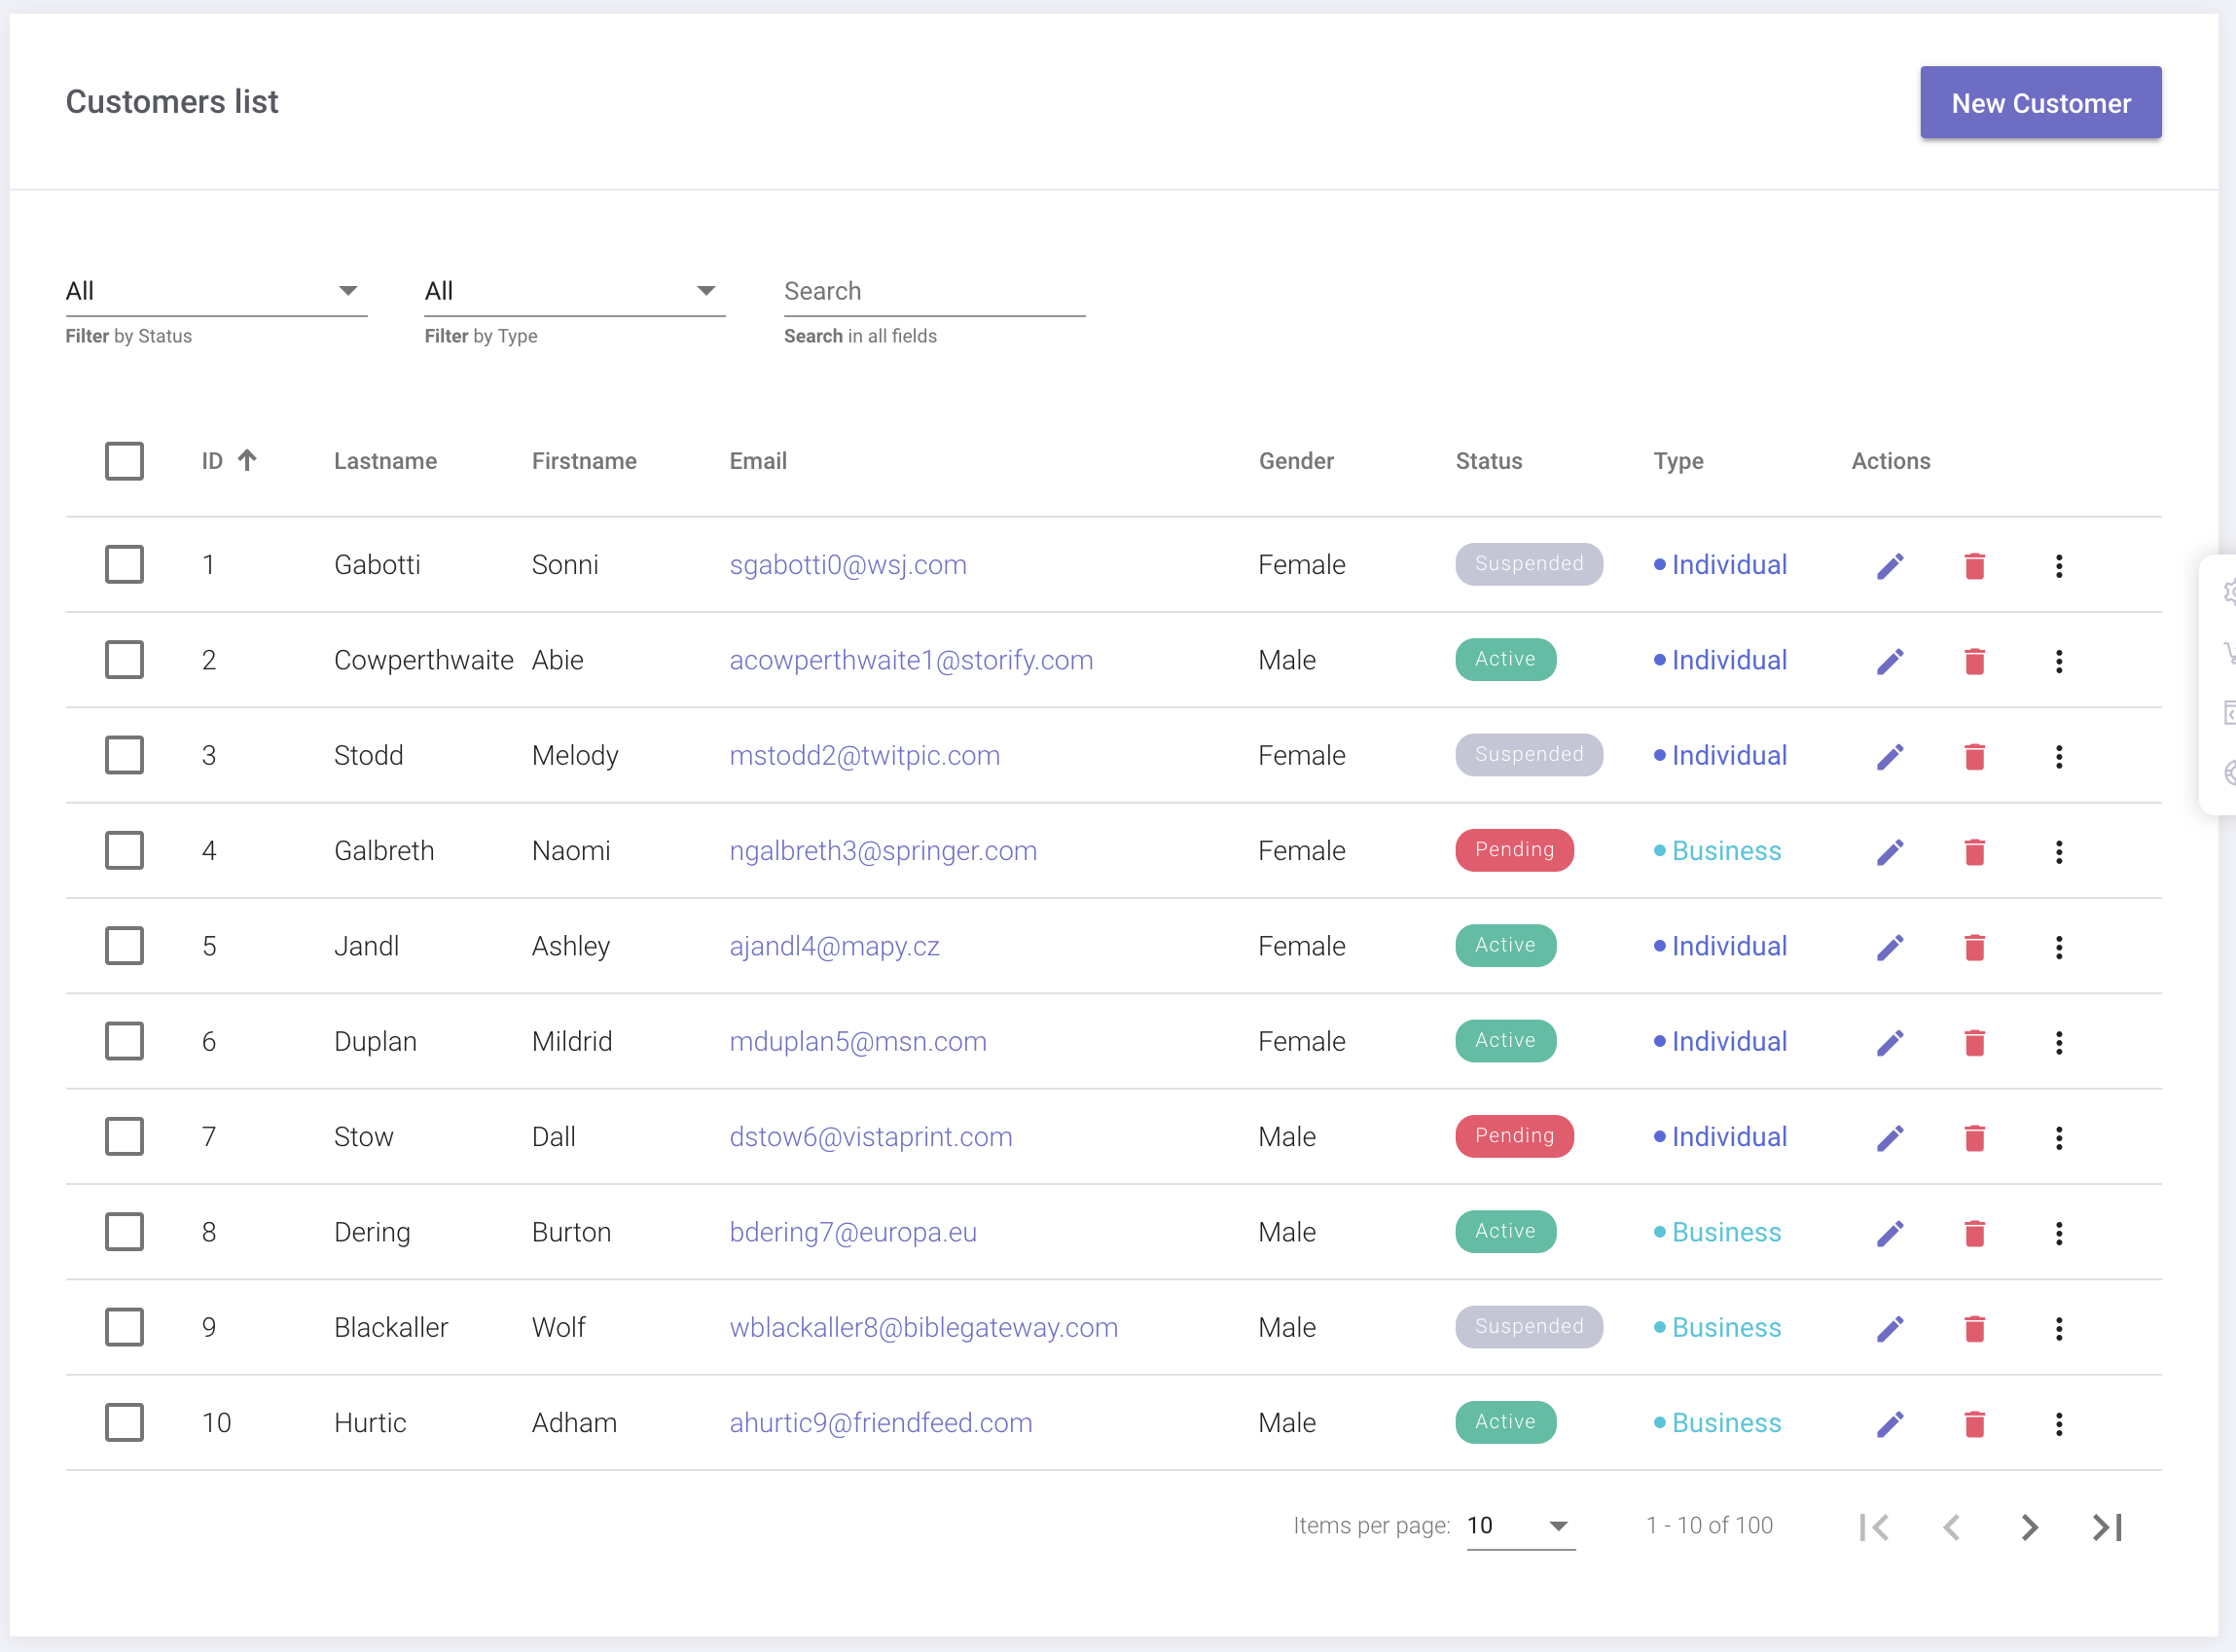 Customers list
New Customer
All All Search
Filter by Status Filter by Type Search in all fields
ID Lastname Firstname Email Gender Status Type Actions
1 Gabotti Sonni sgabotti0@wsj.com Female Suspended Individual
2 Cowperthwaite Abie acowperthwaite1@storify.com Male Active Individual
3 Stodd Melody mstodd2@twitpic.com Female Suspended Individual
4 Galbreth Naomi ngalbreth3@springer.com Female Pending Business
5 Jandl Ashley ajandl4@mapy.cz Female Active Individual
6 Duplan Mildrid mduplan5@msn.com Female Active Individual
7 Stow Dall dstow6@vistaprint.com Male Pending Individual
8 Dering Burton bdering7@europa.eu Male Active Business
9 Blackaller Wolf wblackaller8@biblegateway.com Male Suspended Business
10 Hurtic Adham ahurtic9@friendfeed.com Male Active Business
Items per page: 10 1 - 10 of 100